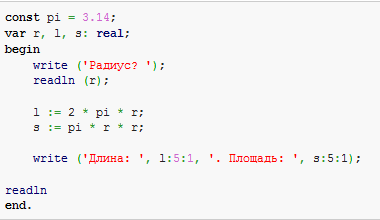 const pi = 3.14;
var r, l, s: real;
begin
    write ('Радиус? ');
    readln (r);

    l := 2 * pi * r;
    s := pi * r * r;

    write ('Длина: ', l:5:1, '. Площадь: ', s:5:1);

readln
end.